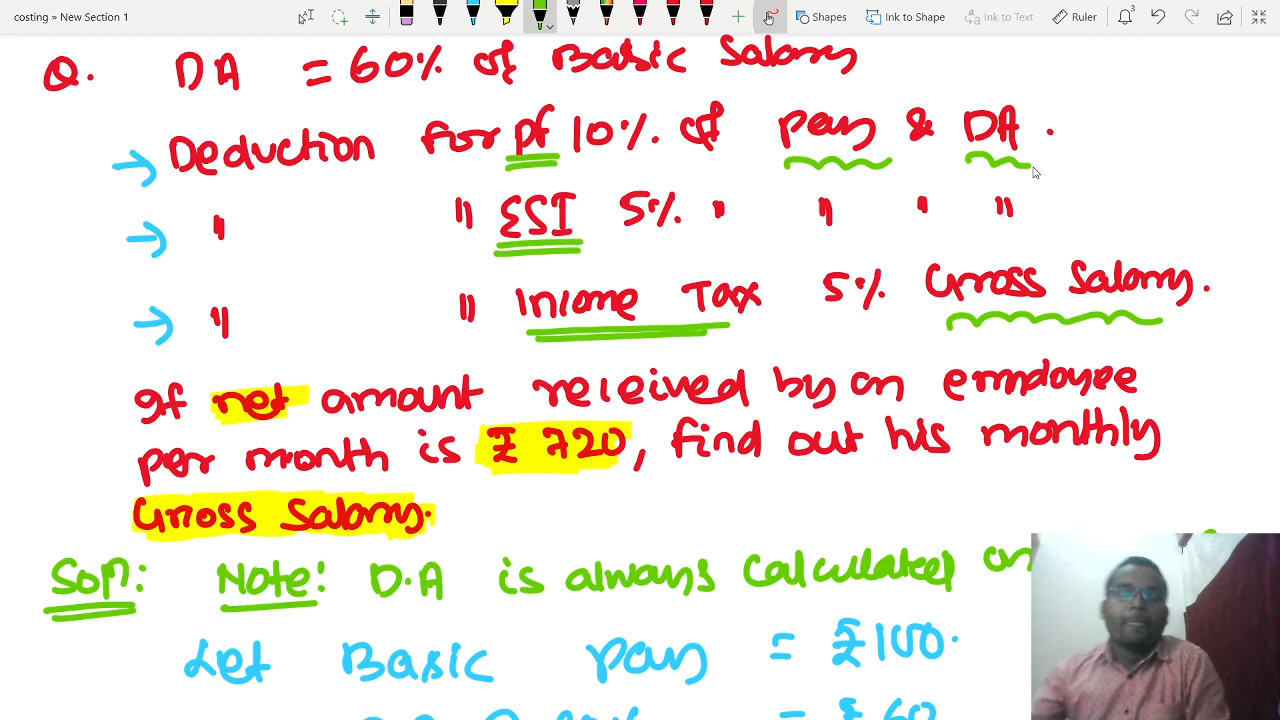 costing » New Section 1
Shapes Ink to Shape Ink to Text Ruler
Q. DA = 60% of Basic Salary
→ Deduction for pf 10% of pay & DA.
→ " " ESI 5% " " " "
→ " " Income Tax 5% Gross Salary.
If net amount received by an employee
per month is ₹ 720, find out his monthly
Gross Salary.
Soln: Note: D.A is always calculated on
Let Basic pay = ₹100.
= ₹ 60